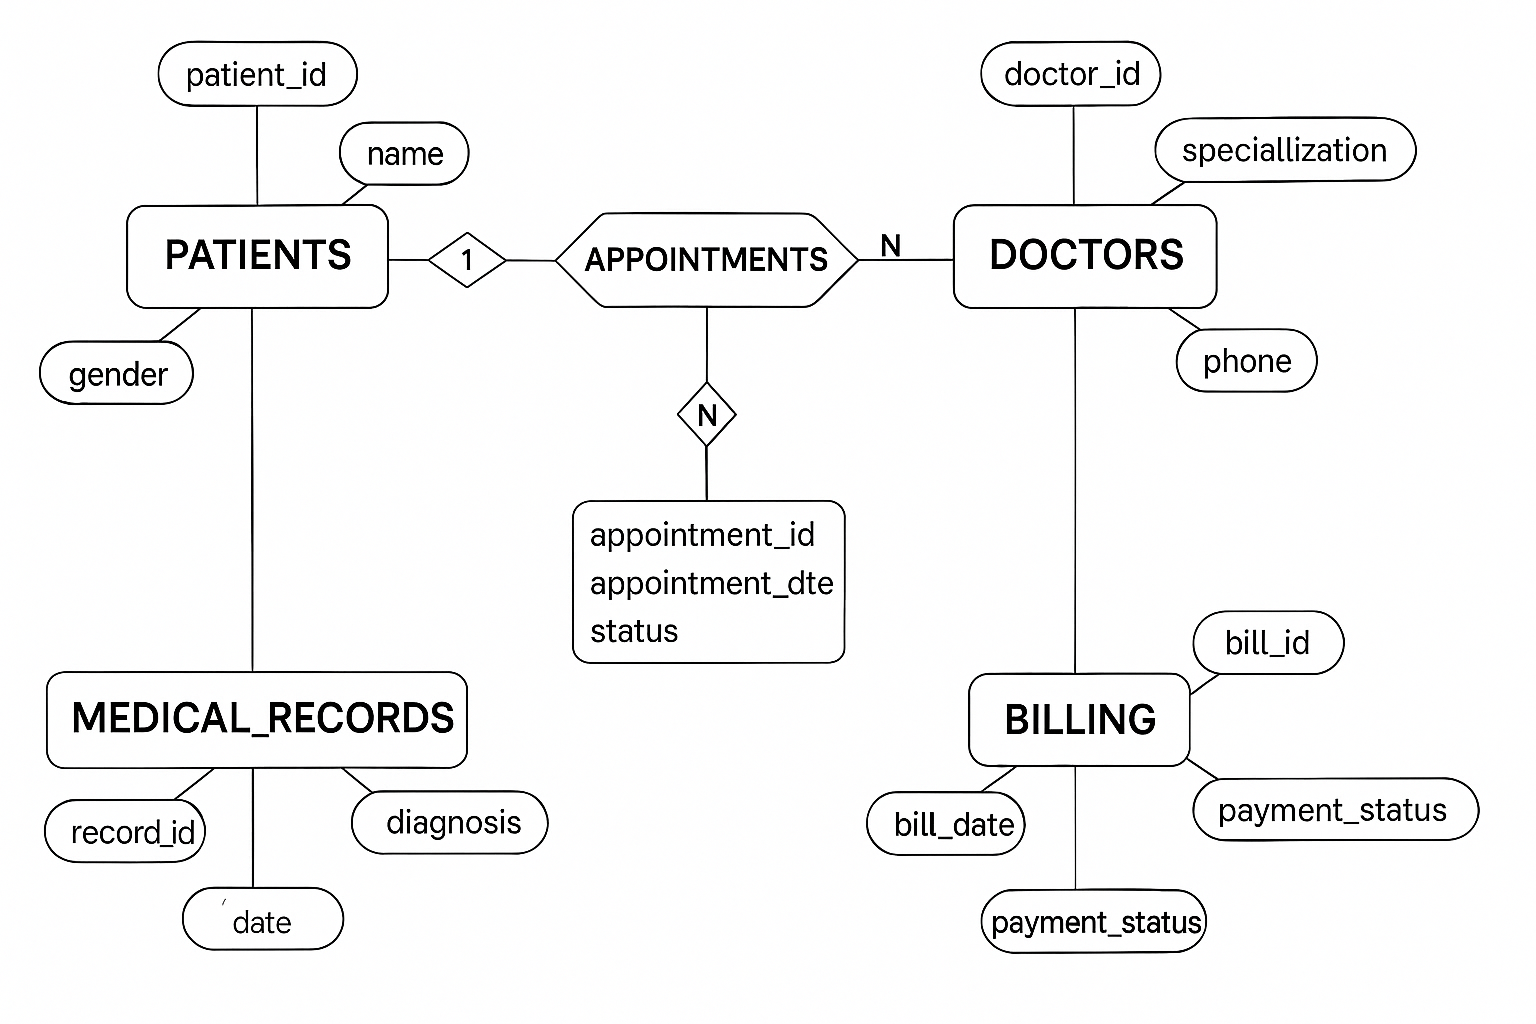 patient_id
doctor_id
name
speciallization
PATIENTS
1
APPOINTMENTS
N
DOCTORS
gender
phone
N
appointment_id
appointment_dte
status
bill_id
MEDICAL_RECORDS
BILLING
record_id
diagnosis
bill_date
payment_status
date
payment_status